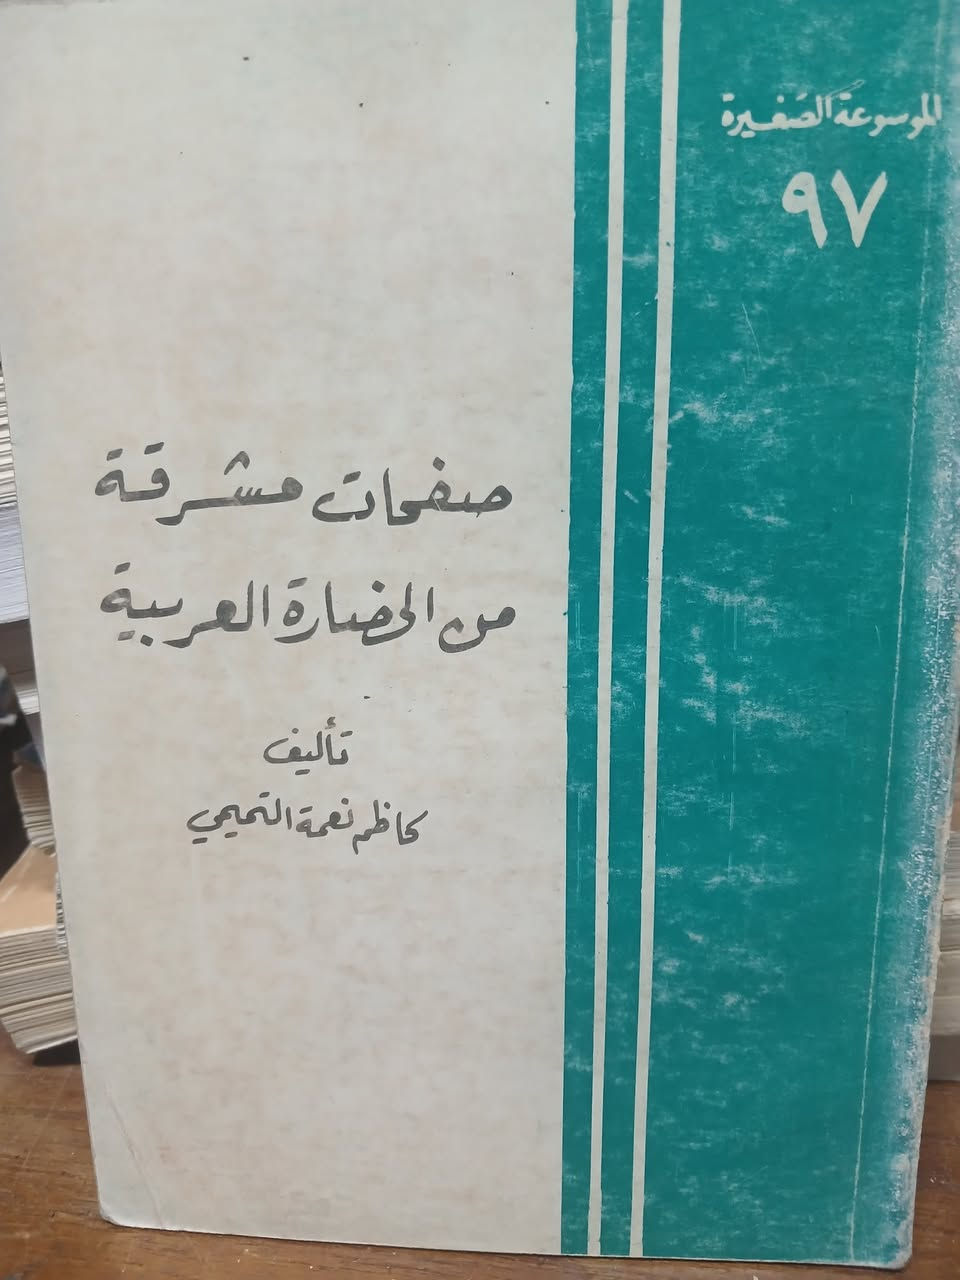 الموسوعة الصغيرة
٩٧
صفحات مشرقة
من الحضارة العربية
تأليف
كاظم نعمة التميمي